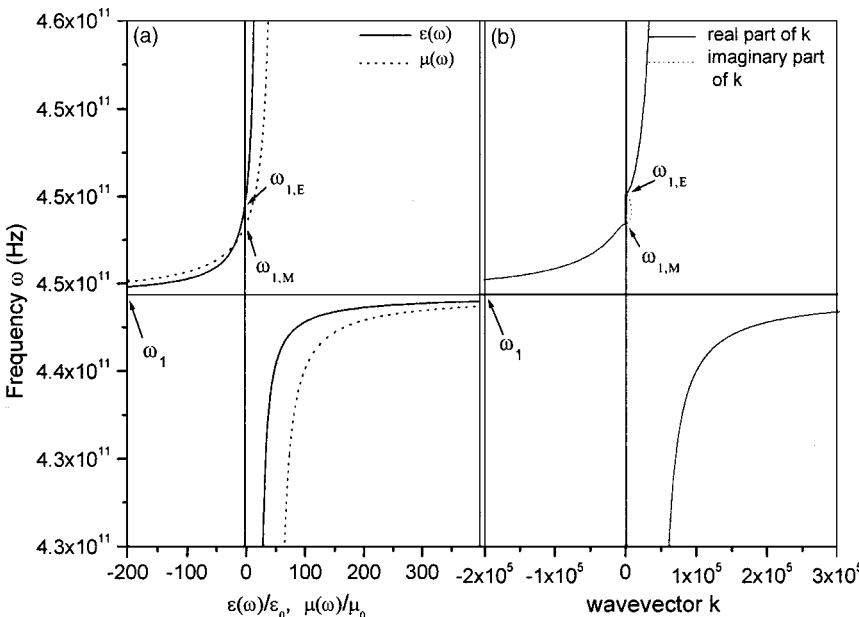 (a)
ε(ω)
μ(ω)
ω1,E
ω1,M
ω1
(b)
real part of k
imaginary part
of k
ω1,E
ω1,M
ω1
Frequency ω (Hz)
4.6x10^11
4.5x10^11
4.5x10^11
4.5x10^11
4.4x10^11
4.3x10^11
4.3x10^11
-200 -100 0 100 200 300
-2x10^5 -1x10^5 0 1x10^5 2x10^5 3x10^5
ε(ω)/ε0, μ(ω)/μ0
wavevector k